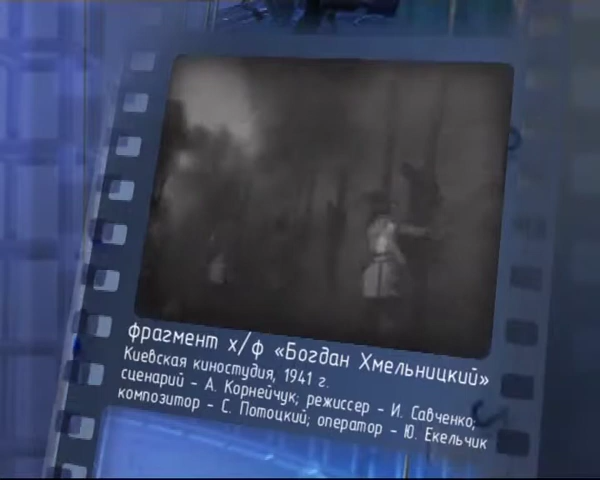 фрагмент х/ф «Богдан Хмельницкий»
Киевская киностудия, 1941 г.
сценарий - А. Корнейчук; режиссер - И. Савченко;
композитор - С. Потоцкий; оператор - Ю. Екельчик